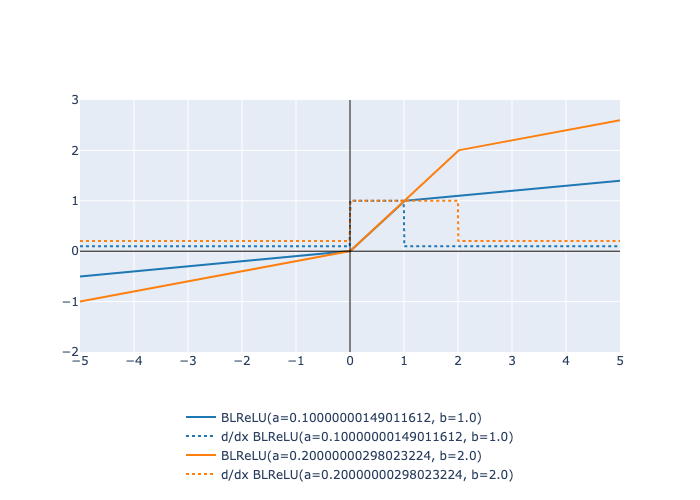 3
2
1
0
−1
−2
−5 −4 −3 −2 −1 0 1 2 3 4 5
BLReLU(a=0.10000000149011612, b=1.0)
d/dx BLReLU(a=0.10000000149011612, b=1.0)
BLReLU(a=0.20000000298023224, b=2.0)
d/dx BLReLU(a=0.20000000298023224, b=2.0)